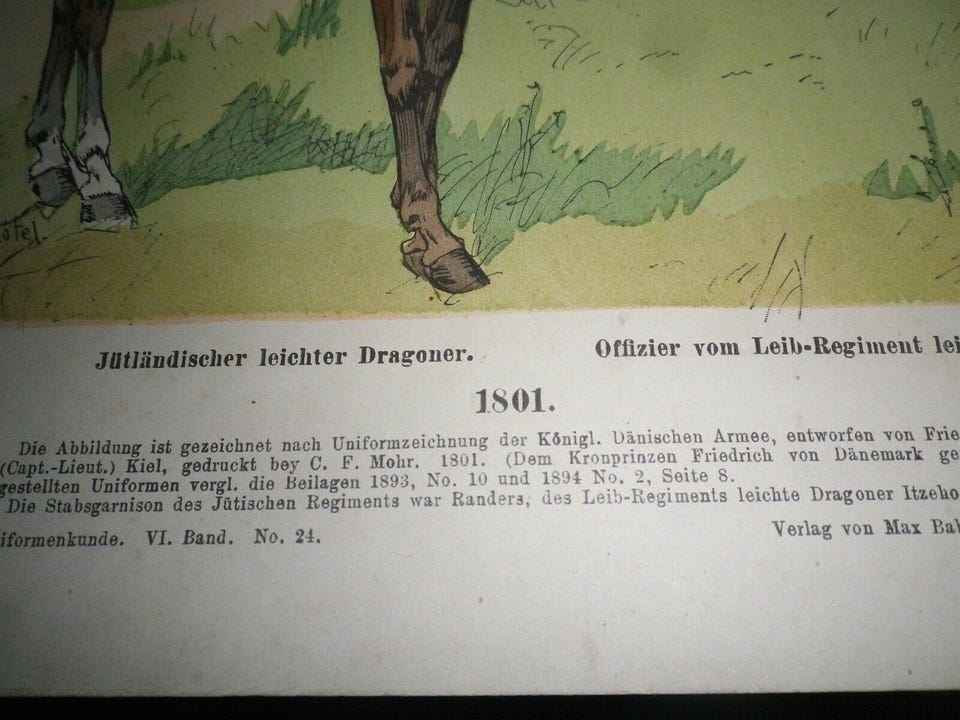 ötel.
Jütländischer leichter Dragoner. Offizier vom Leib-Regiment lei
1801.
Die Abbildung ist gezeichnet nach Uniformzeichnung der Königl. Dänischen Armee, entworfen von Frie
(Capt.-Lieut.) Kiel, gedruckt bey C. F. Mohr. 1801. (Dem Kronprinzen Friedrich von Dänemark ge
gestellten Uniformen vergl. die Beilagen 1893, No. 10 und 1894 No. 2, Seite 8.
Die Stabsgarnison des Jütischen Regiments war Randers, des Leib-Regiments leichte Dragoner Itzeho
iformenkunde. VI. Band. No. 24. Verlag von Max Bab